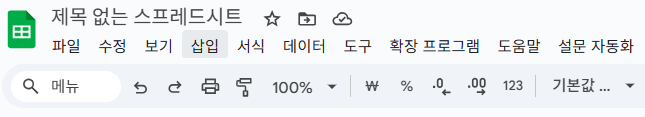 제목 없는 스프레드시트
파일 수정 보기 삽입 서식 데이터 도구 확장 프로그램 도움말 설문 자동화
메뉴 100% ₩ % .0 .00 123 기본값 ...